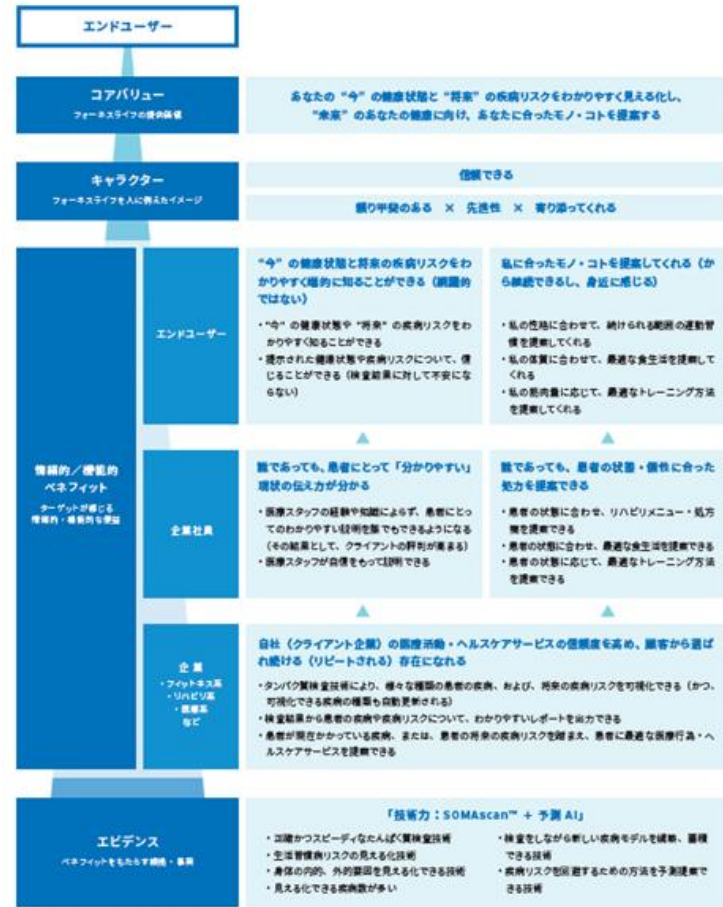 エンドユーザー
コアバリュー
フォーネスライフの提供価値
あなたの “今” の健康状態と “将来” の疾病リスクをわかりやすく見える化し、
“未来” のあなたの健康に向け、あなたに合ったモノ・コトを提案する
キャラクター
フォーネスライフを人に例えたイメージ
信頼できる
頼り甲斐のある × 先進性 × 寄り添ってくれる
情緒的／機能的
ベネフィット
ターゲットが感じる
情緒的・機能的な便益
エンドユーザー
“今” の健康状態と将来の疾病リスクをわ
かりやすく端的に知ることができる（網羅的
ではない）
・“今” の健康状態や “将来” の疾病リスクをわ
かりやすく知ることができる
・提示された健康状態や疾病リスクについて、信
じることができる（検査結果に対して不安にな
らない）
私に合ったモノ・コトを提案してくれる（か
ら継続できるし、身近に感じる）
・私の性格に合わせて、続けられる範囲の運動習
慣を提案してくれる
・私の体質に合わせて、最適な食生活を提案して
くれる
・私の筋肉量に応じて、最適なトレーニング方法
を提案してくれる
企業社員
誰であっても、患者にとって「分かりやすい」
現状の伝え方が分かる
・医療スタッフの経験や知識によらず、患者にとっ
てのわかりやすい説明を誰でもできるようになる
（その結果として、クライアントの評判が高まる）
・医療スタッフが自信をもって説明できる
誰であっても、患者の状態・個性に合った
処方を提案できる
・患者の状態に合わせ、リハビリメニュー・処方
箋を提案できる
・患者の状態に合わせ、最適な食生活を提案できる
・患者の状態に応じて、最適なトレーニング方法
を提案できる
企 業
・フィットネス系
・リハビリ系
・医療系
など
自社（クライアント企業）の医療活動・ヘルスケアサービスの信頼度を高め、顧客から選ば
れ続ける（リピートされる）存在になれる
・タンパク質検査技術により、様々な種類の患者の疾病、および、将来の疾病リスクを可視化できる（かつ、
可視化できる疾病の種類も自動更新される）
・検査結果から患者の疾病や疾病リスクについて、わかりやすいレポートを出力できる
・患者が現在かかっている疾病、または、患者の将来の疾病リスクを踏まえ、患者に最適な医療行為・ヘ
ルスケアサービスを提案できる
エビデンス
ベネフィットをもたらす根拠・事実
「技術力：SOMAscan™ + 予測 AI」
・正確かつスピーディなたんぱく質検査技術
・生活習慣病リスクの見える化技術
・身体の内的、外的要因を見える化できる技術
・見える化できる疾病数が多い
・検査をしながら新しい疾病モデルを構築、蓄積
できる技術
・疾病リスクを回避するための方法を予測提案で
きる技術